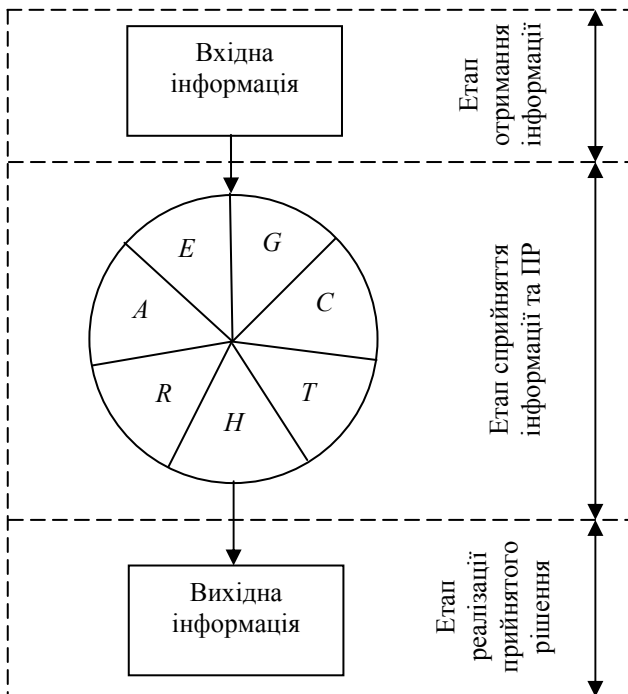 Вхідна
інформація
Етап
отримання
інформації
E
G
A
C
R
T
H
Етап сприйняття
інформації та ПР
Вихідна
інформація
Етап
реалізації
прийнятого
рішення